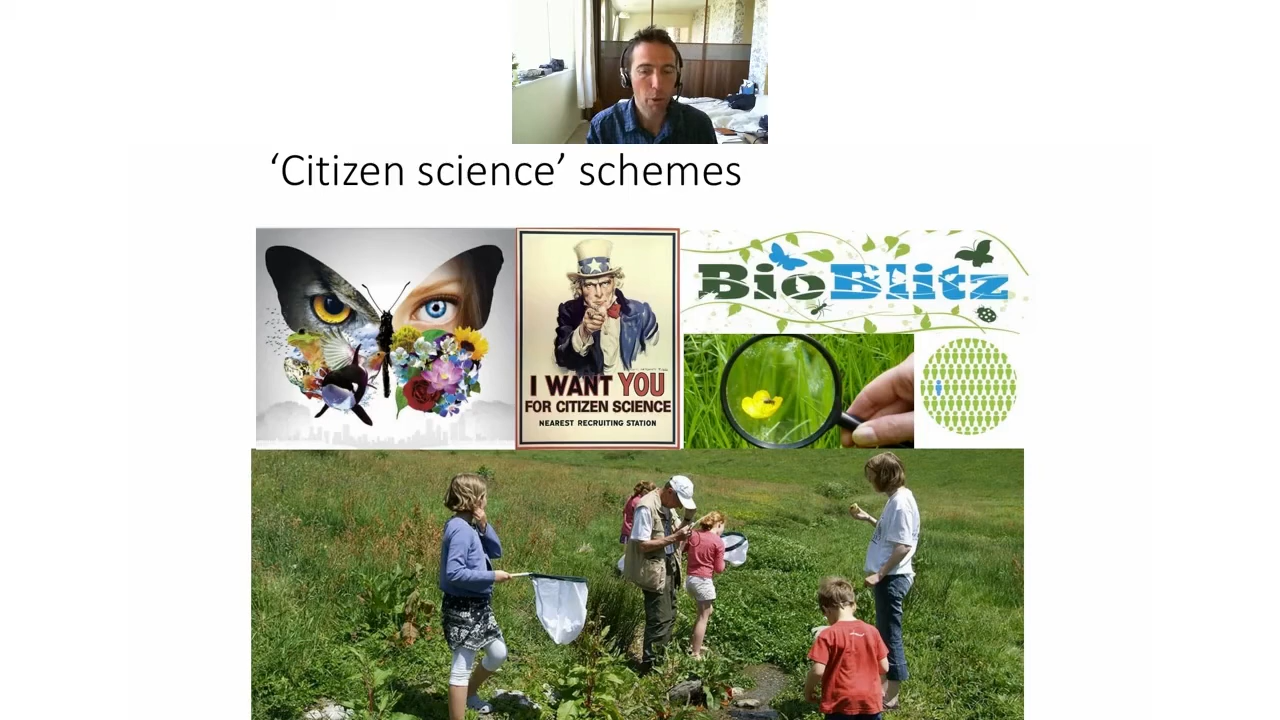 ‘Citizen science’ schemes
BioBlitz
I WANT YOU
FOR CITIZEN SCIENCE
NEAREST RECRUITING STATION